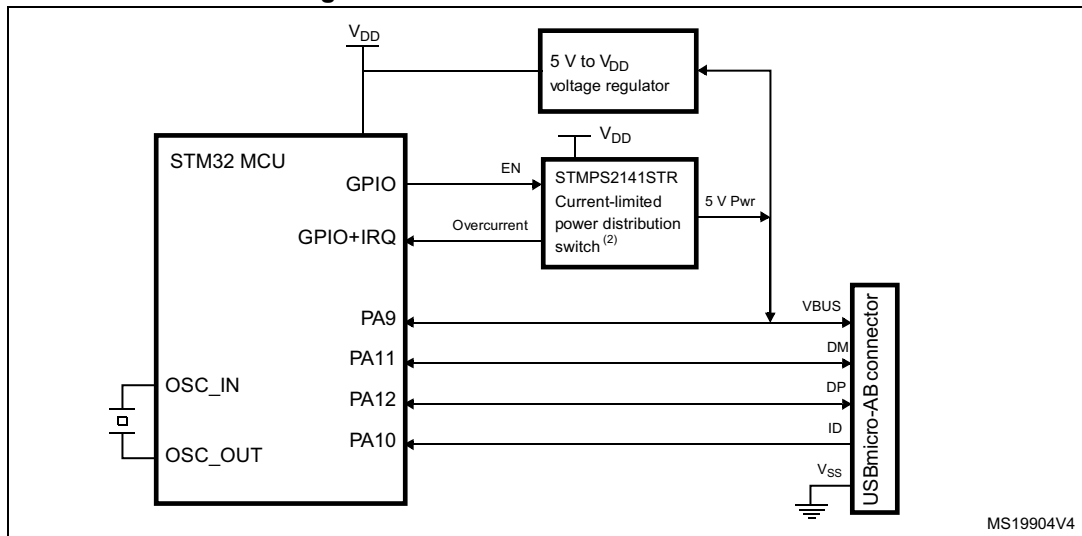 VDD
5 V to VDD
voltage regulator
VDD
STM32 MCU
GPIO
EN
STMPS2141STR
Current-limited
power distribution
switch (2)
5 V Pwr
GPIO+IRQ
Overcurrent
PA9
VBUS
PA11
DM
OSC_IN
PA12
DP
PA10
ID
OSC_OUT
VSS
USBmicro-AB connector
MS19904V4